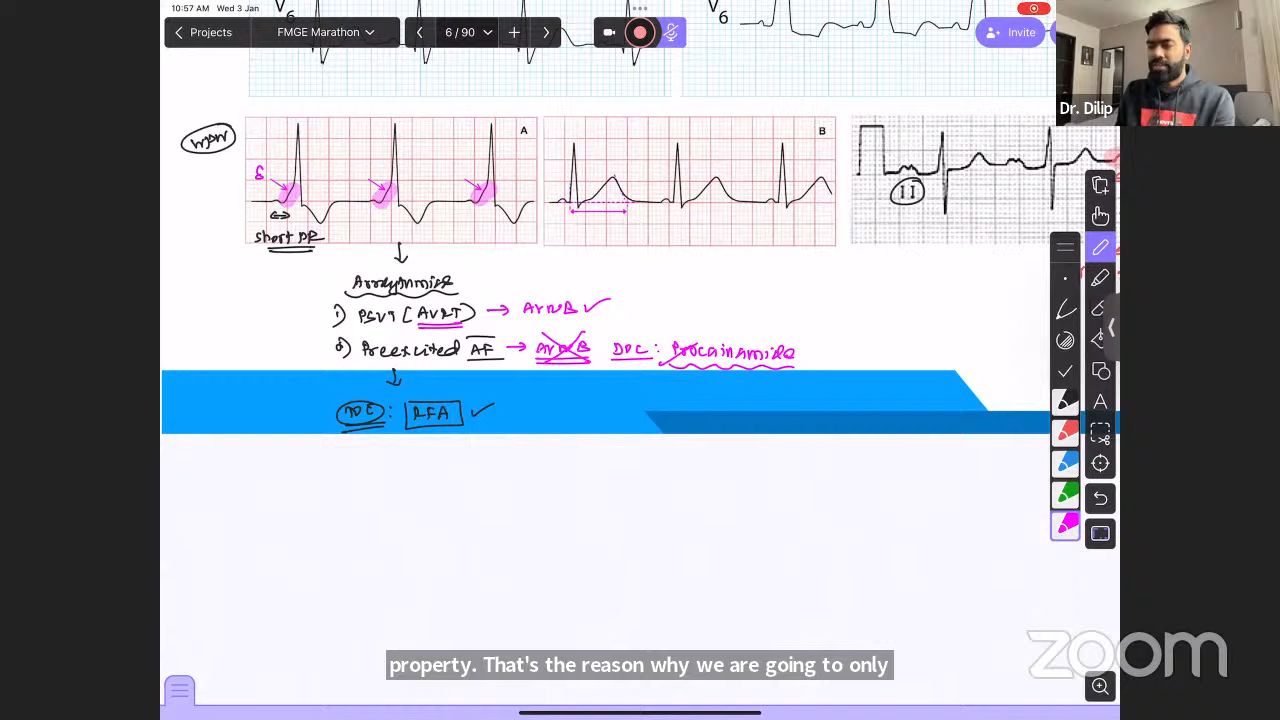 10:57 AM Wed 3 Jan
V6
V6
Projects
FMGE Marathon
6 / 90
Invite
Dr. Dilip
WPW
A
B
δ
II
short PR
Arrhythmias
1) PSVT (AVRT) → AVNB ✓
2) Preexcited AF → AVNB DOC: Procainamide
TOC: RFA ✓
property. That's the reason why we are going to only
zoom